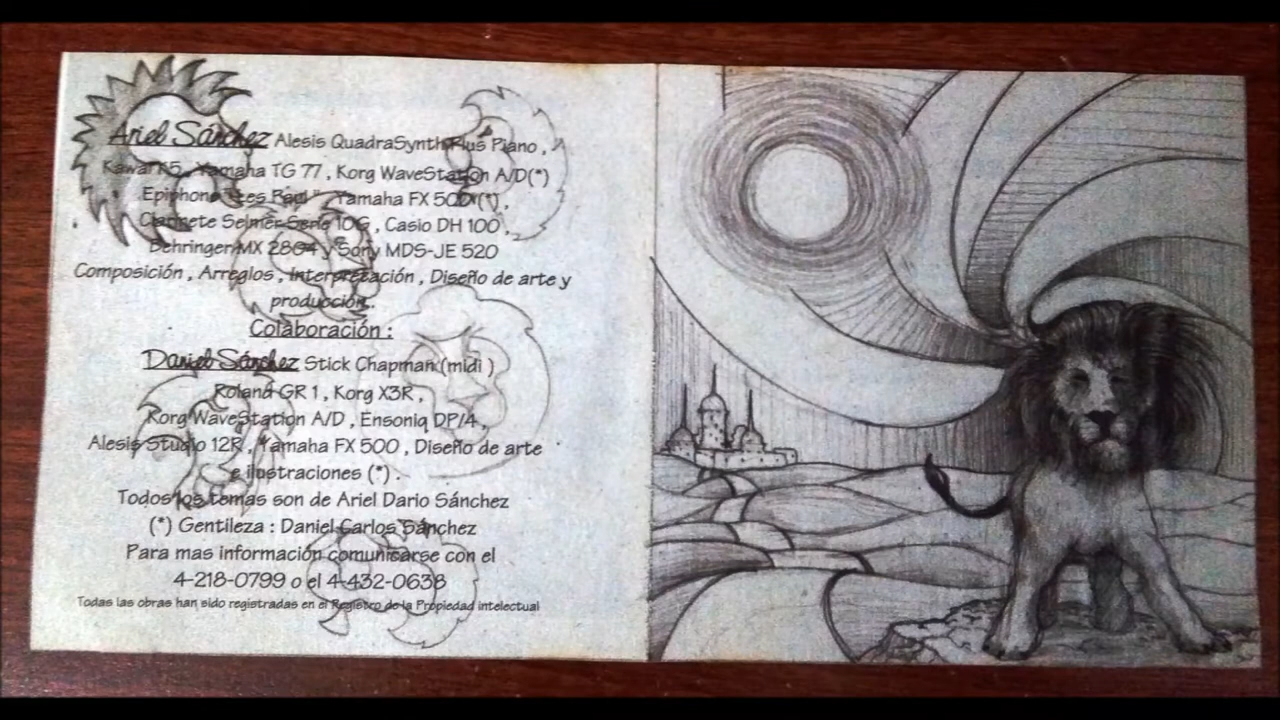 Ariel Sánchez Alesis QuadraSynth Plus Piano ,
Kawai K5 , Yamaha TG 77 , Korg WaveStation A/D(*)
Epiphone "Les Paul" , Yamaha FX 500 (*) ,
Clarinete Selmer Serie 10G , Casio DH 100 ,
Behringer MX 2804 y Sony MDS-JE 520
Composición , Arreglos , Interpretación , Diseño de arte y
producción .
Colaboración :
Daniel Sánchez Stick Chapman (midi )
Roland GR 1 , Korg X3R ,
Korg WaveStation A/D , Ensoniq DP/4 ,
Alesis Studio 12R , Yamaha FX 500 , Diseño de arte
e ilustraciones (*) .
Todos los temas son de Ariel Dario Sánchez
(*) Gentileza : Daniel Carlos Sánchez
Para mas información comunicarse con el
4-218-0799 o el 4-432-0638
Todas las obras han sido registradas en el Registro de la Propiedad intelectual